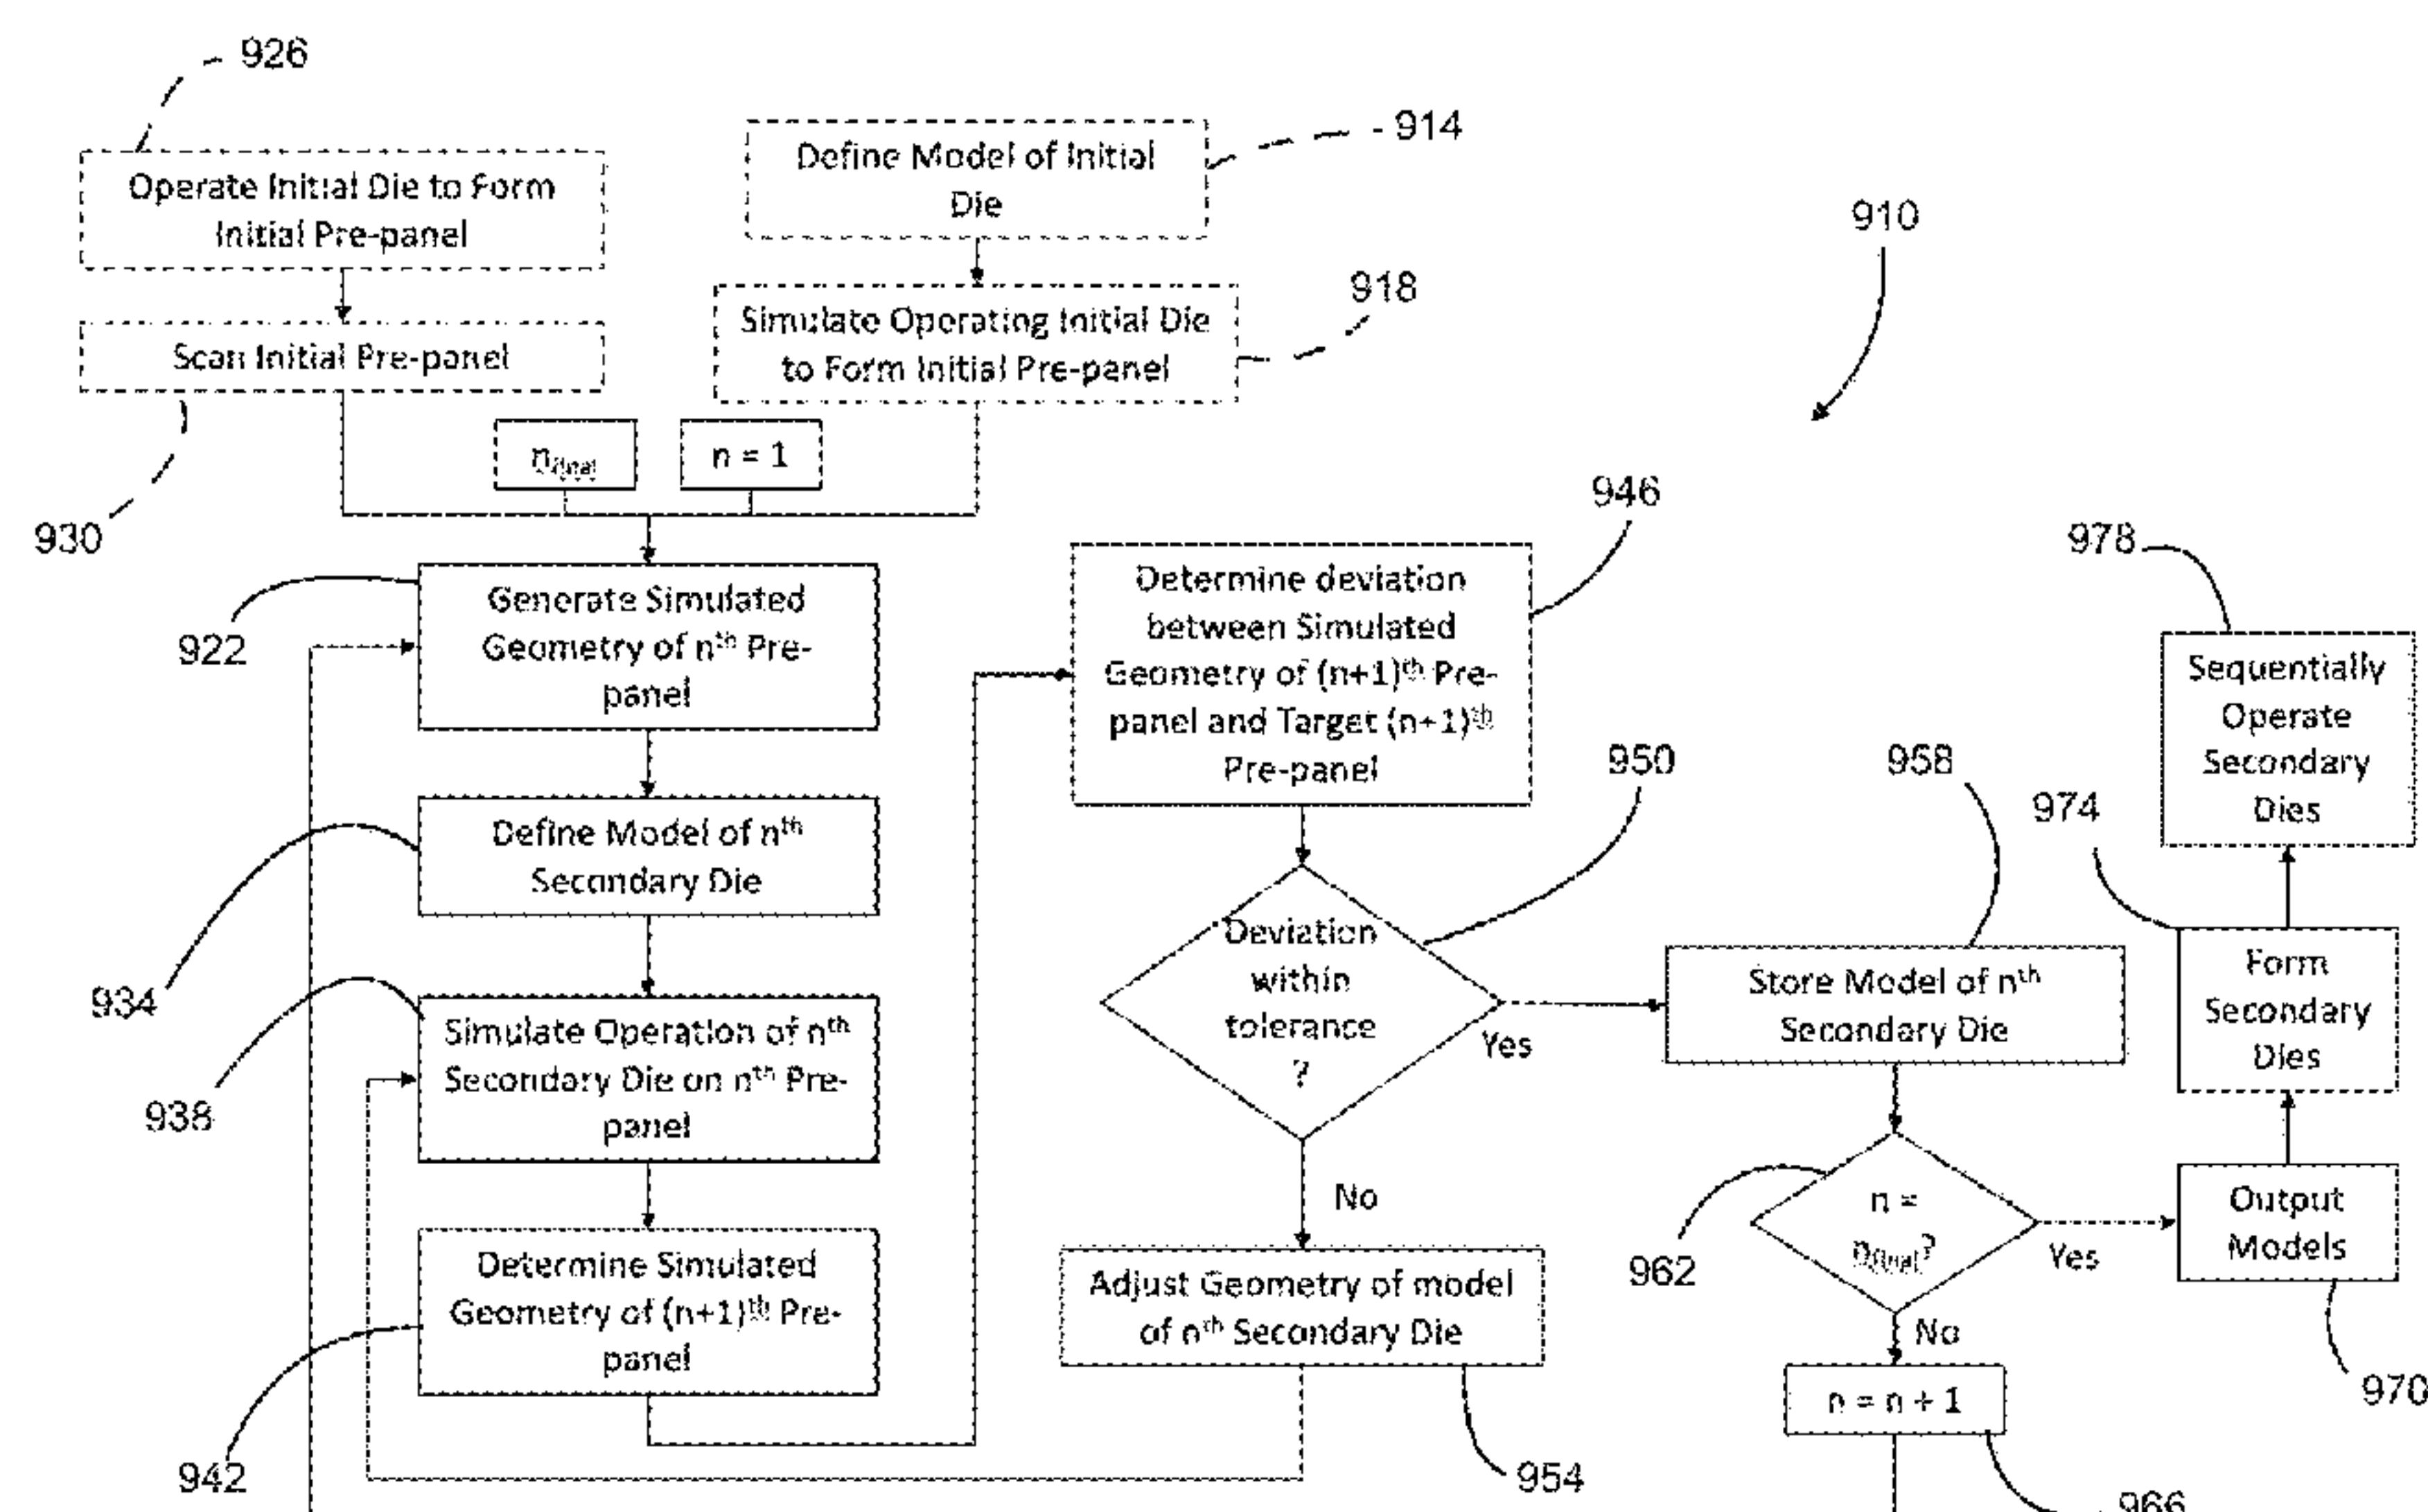 926
Operate Initial Die to Form
Initial Pre-panel
Scan Initial Pre-panel
930
914
Define Model of Initial
Die
918
Simulate Operating Initial Die
to Form Initial Pre-panel
910
n_final
n = 1
922
Generate Simulated
Geometry of nth Pre-
panel
934
Define Model of nth
Secondary Die
938
Simulate Operation of nth
Secondary Die on nth Pre-
panel
942
Determine Simulated
Geometry of (n+1)th Pre-
panel
946
Determine deviation
between Simulated
Geometry of (n+1)th Pre-
panel and Target (n+1)th
Pre-panel
950
Deviation
within
tolerance
?
Yes
No
Adjust Geometry of model
of nth Secondary Die
954
958
Store Model of nth
Secondary Die
962
n =
n_final?
Yes
No
n = n + 1
966
978
Sequentially
Operate
Secondary
Dies
974
Form
Secondary
Dies
Output
Models
970